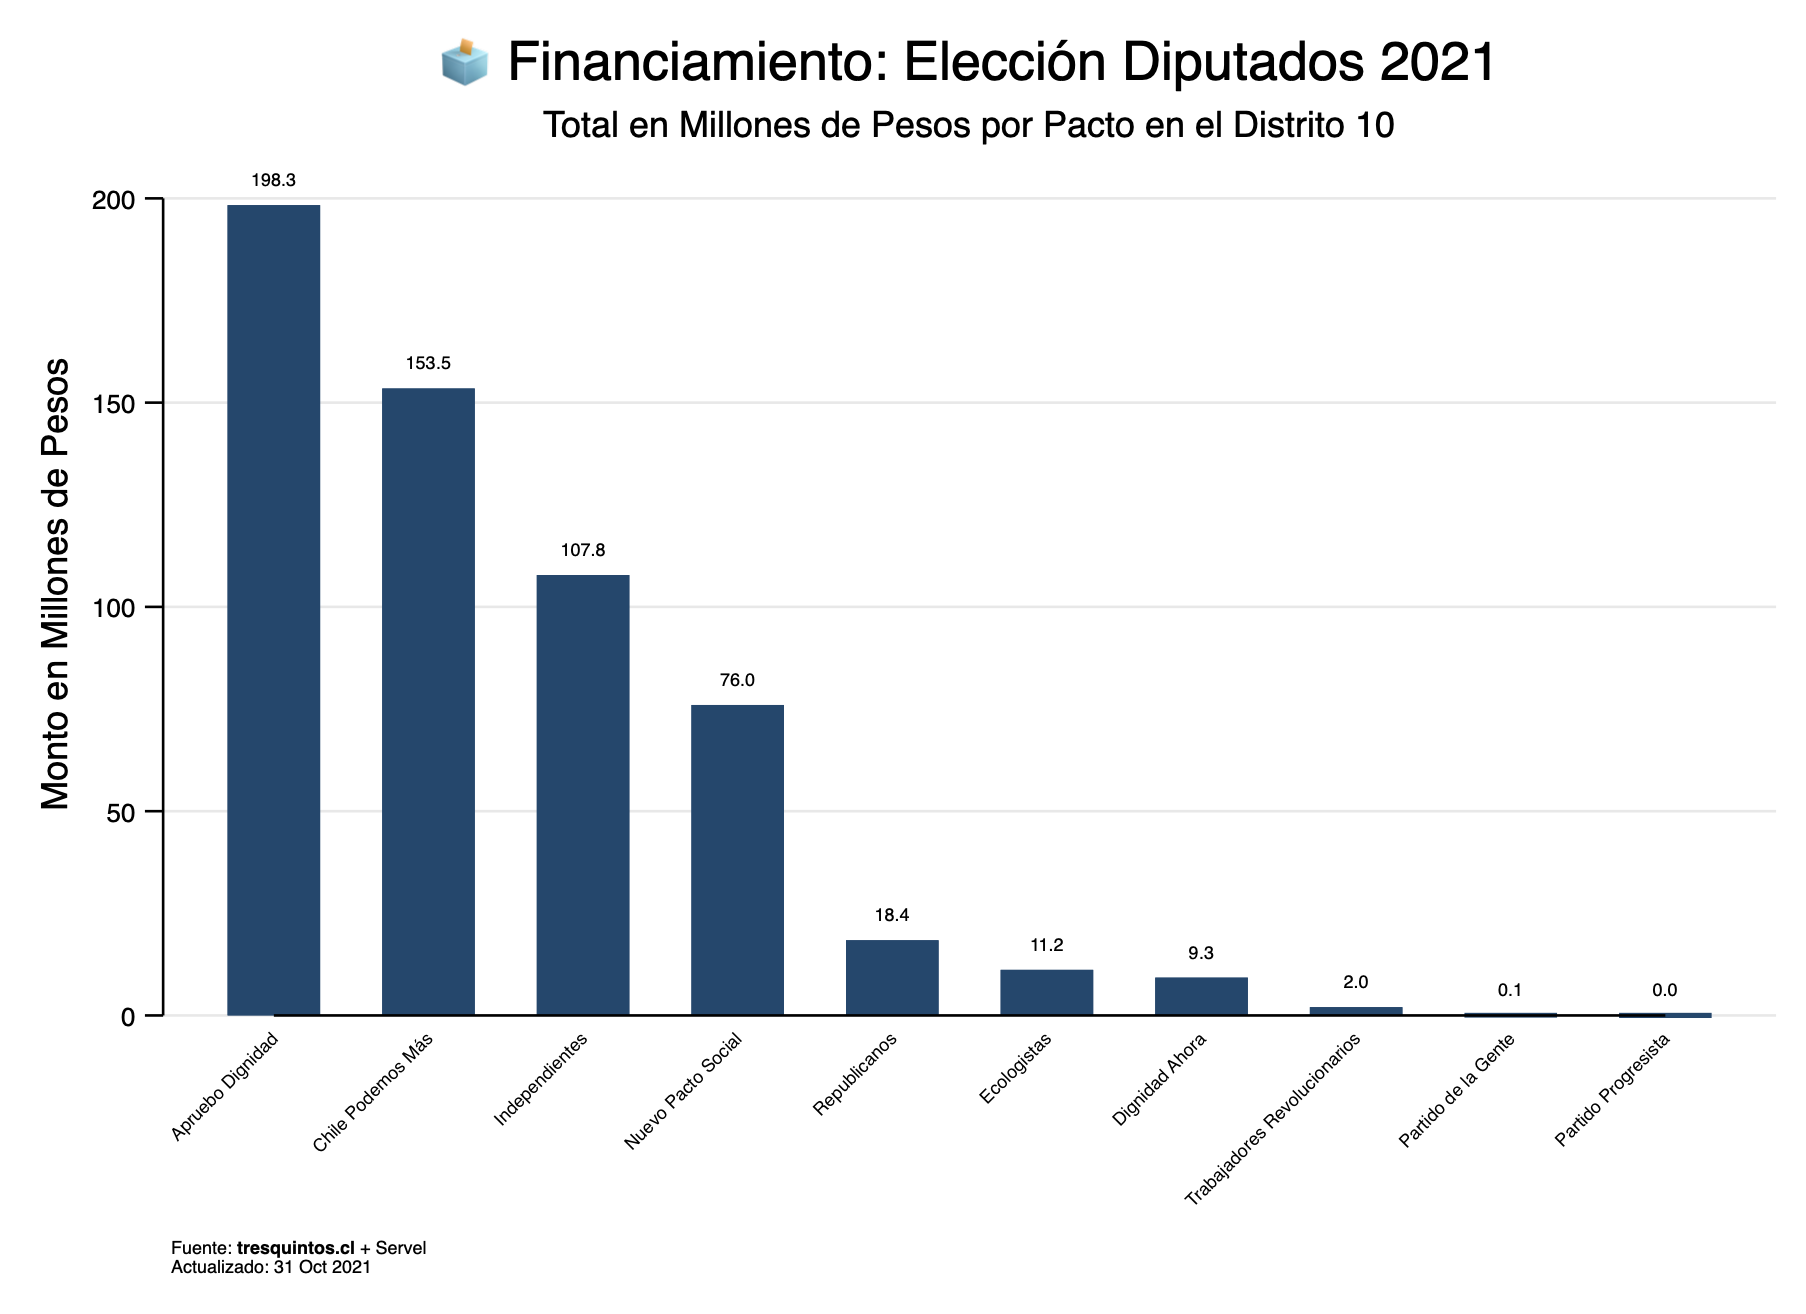 Financiamiento: Elección Diputados 2021
Total en Millones de Pesos por Pacto en el Distrito 10
Monto en Millones de Pesos
200
150
100
50
0
198.3
153.5
107.8
76.0
18.4
11.2
9.3
2.0
0.1
0.0
Apruebo Dignidad
Chile Podemos Más
Independientes
Nuevo Pacto Social
Republicanos
Ecologistas
Dignidad Ahora
Trabajadores Revolucionarios
Partido de la Gente
Partido Progresista
Fuente: tresquintos.cl + Servel
Actualizado: 31 Oct 2021